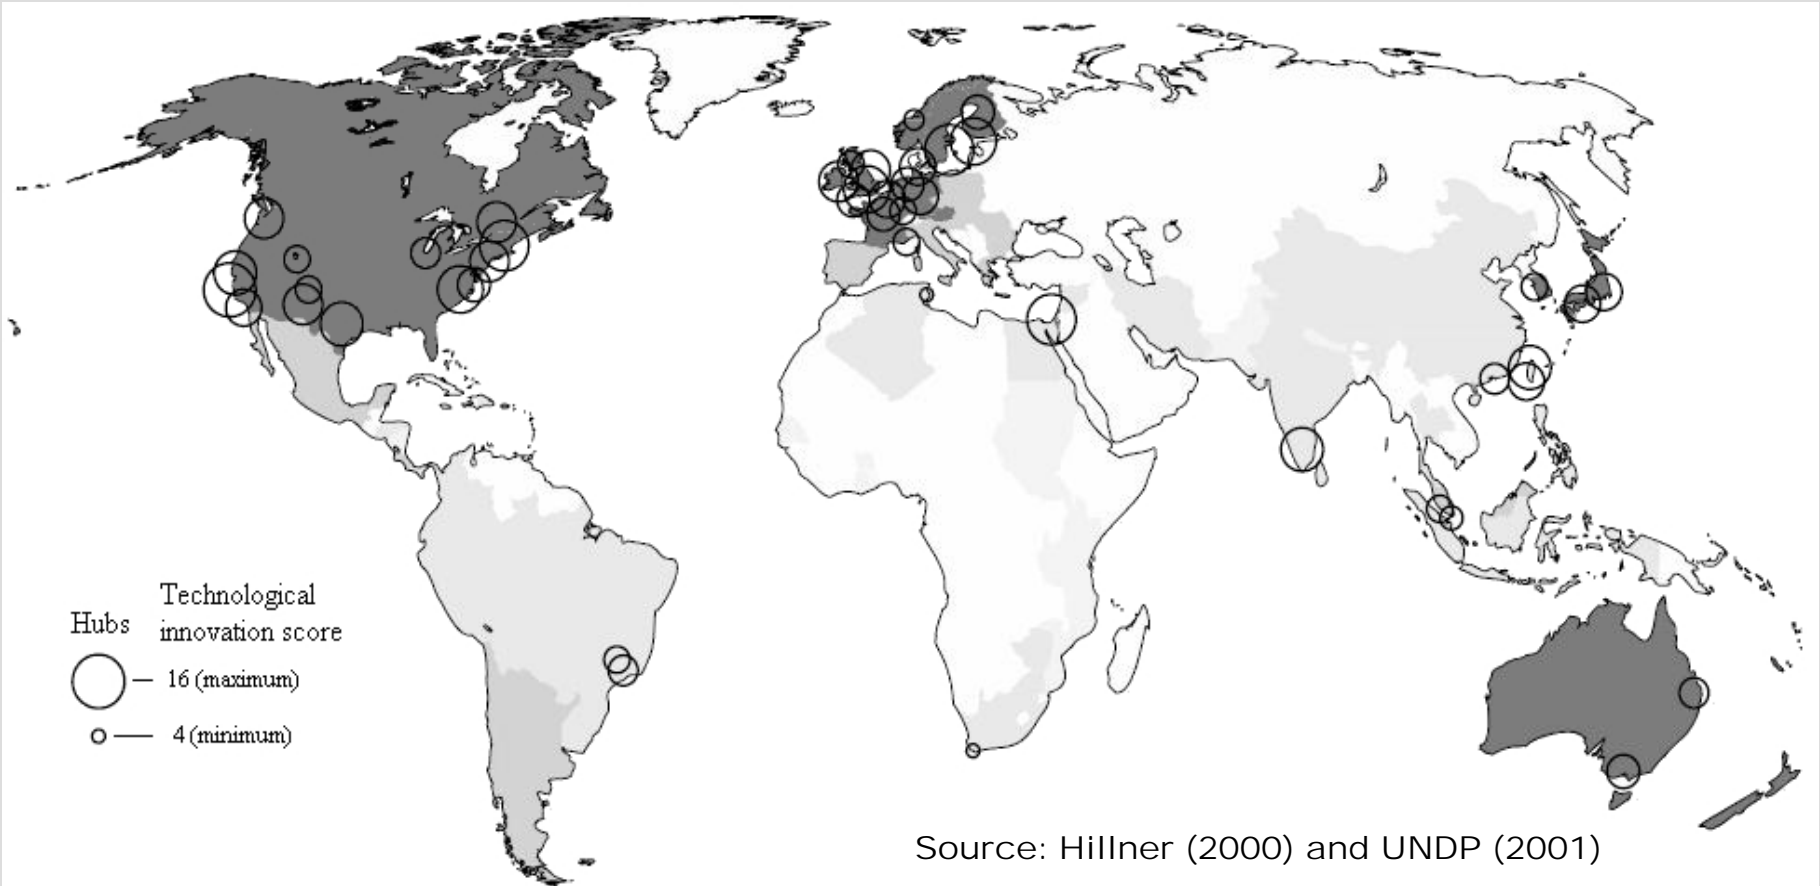 Technological
Hubs innovation score
16 (maximum)
4 (minimum)
Source: Hillner (2000) and UNDP (2001)